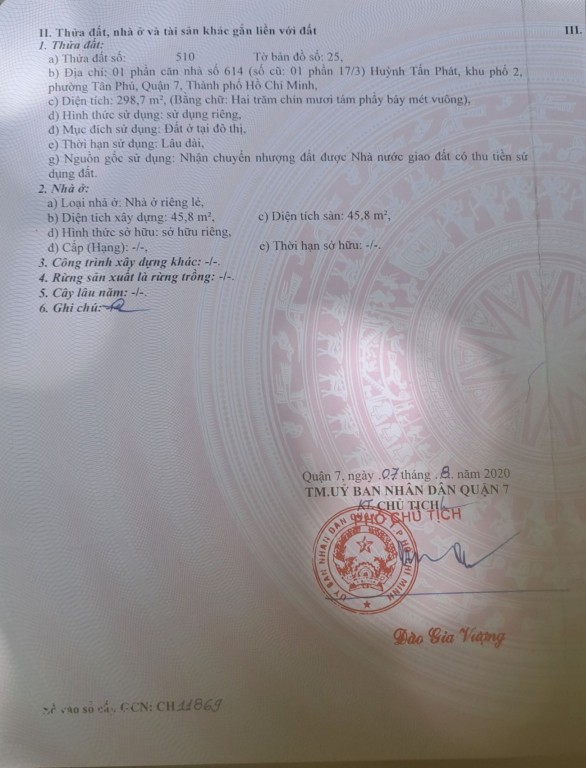 II. Thửa đất, nhà ở và tài sản khác gắn liền với đất
III.
1. Thửa đất:
a) Thửa đất số: 510 Tờ bản đồ số: 25,
b) Địa chỉ: 01 phần căn nhà số 614 (số cũ: 01 phần 17/3) Huỳnh Tấn Phát, khu phố 2,
phường Tân Phú, Quận 7, Thành phố Hồ Chí Minh,
c) Diện tích: 298,7 m², (Bằng chữ: Hai trăm chín mươi tám phẩy bảy mét vuông),
d) Hình thức sử dụng: sử dụng riêng,
đ) Mục đích sử dụng: Đất ở tại đô thị,
e) Thời hạn sử dụng: Lâu dài,
g) Nguồn gốc sử dụng: Nhận chuyển nhượng đất được Nhà nước giao đất có thu tiền sử
dụng đất.
2. Nhà ở:
a) Loại nhà ở: Nhà ở riêng lẻ,
b) Diện tích xây dựng: 45,8 m², c) Diện tích sàn: 45,8 m²,
d) Hình thức sở hữu: sở hữu riêng,
đ) Cấp (Hạng): -/-, e) Thời hạn sở hữu: -/-.
3. Công trình xây dựng khác: -/-.
4. Rừng sản xuất là rừng trồng: -/-.
5. Cây lâu năm: -/-.
6. Ghi chú:
Quận 7, ngày 07 tháng 8 năm 2020
TM.UỶ BAN NHÂN DÂN QUẬN 7
KT. CHỦ TỊCH
PHÓ CHỦ TỊCH
Đào Gia Vượng
vào sổ cấp GCN: CH 11869